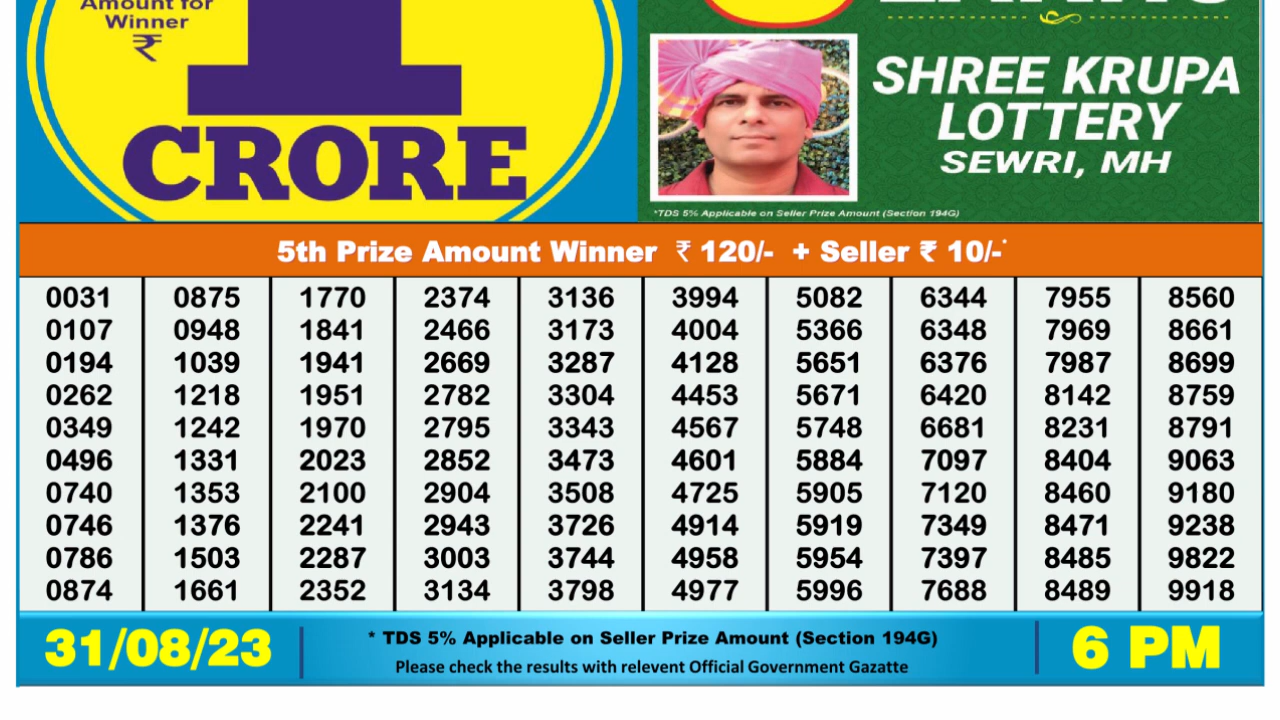 Amount for
Winner
₹
1
CRORE
SHREE KRUPA
LOTTERY
SEWRI, MH
*TDS 5% Applicable on Seller Prize Amount (Section 194G)
5th Prize Amount Winner ₹ 120/- + Seller ₹ 10/-*
0031 0875 1770 2374 3136 3994 5082 6344 7955 8560
0107 0948 1841 2466 3173 4004 5366 6348 7969 8661
0194 1039 1941 2669 3287 4128 5651 6376 7987 8699
0262 1218 1951 2782 3304 4453 5671 6420 8142 8759
0349 1242 1970 2795 3343 4567 5748 6681 8231 8791
0496 1331 2023 2852 3473 4601 5884 7097 8404 9063
0740 1353 2100 2904 3508 4725 5905 7120 8460 9180
0746 1376 2241 2943 3726 4914 5919 7349 8471 9238
0786 1503 2287 3003 3744 4958 5954 7397 8485 9822
0874 1661 2352 3134 3798 4977 5996 7688 8489 9918
31/08/23
* TDS 5% Applicable on Seller Prize Amount (Section 194G)
Please check the results with relevent Official Government Gazatte
6 PM